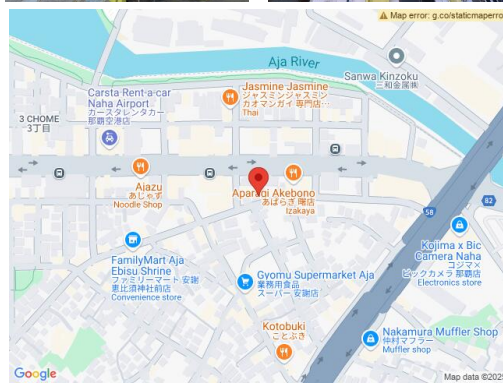 Map error: g.co/staticmaperro
Aja River
Sanwa Kinzoku
三和金属㈱
Jasmine Jasmine
ジャスミンジャスミン
カオマンガイ 専門店…
Thai
Carsta Rent-a-car
Naha Airport
カースタレンタカー
那覇空港店
3 CHOME
3丁目
Ajazu
あじゃず
Noodle Shop
Aparagi Akebono
あぱらぎ 曙店
Izakaya
58
82
Kojima x Bic
Camera Naha
コジマ×
ビックカメラ 那覇店
Electronics store
FamilyMart Aja
Ebisu Shrine
ファミリーマート 安謝
恵比須神社前店
Convenience store
Gyomu Supermarket Aja
業務用食品
スーパー 安謝店
Kotobuki
ことぶき
Nakamura Muffler Shop
仲村マフラー
Muffler shop
Google
Map data ©202